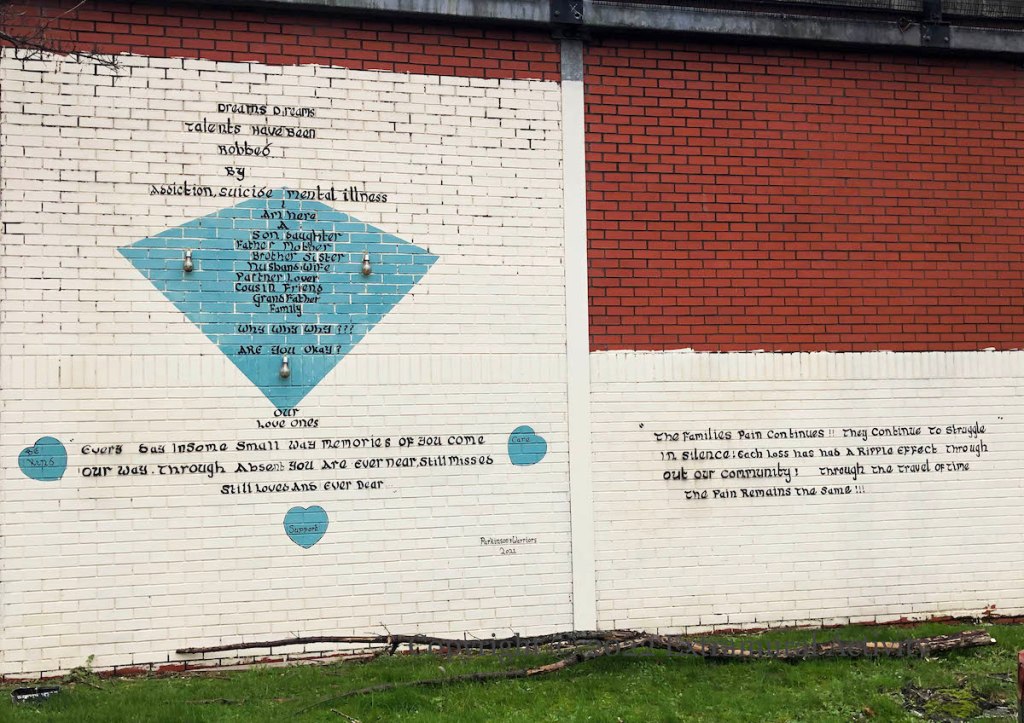 Dreams Dreams
Talents Have Been
Robbed
By
Addiction, Suicide Mental illness
I
Am Here
A
Son Daughter
Father Mother
Brother Sister
Husband Wife
Partner Lover
Cousin Friend
Grand Father
Family
Why Why Why ???
Are you Okay?
Our
Love Ones
"Every Day In Some Small Way Memories Of You Come
Our Way. Through Absent You Are Ever Near, Still Missed
Still Loved And Ever Dear
Care
Support
Parkinson Warriors
2021
"The Families Pain Continues!! They Continue To Struggle"
In Silence! Each Loss has had A Ripple Effect Through
out our Community! Through The Travel of Time
The Pain Remains The Same!!!